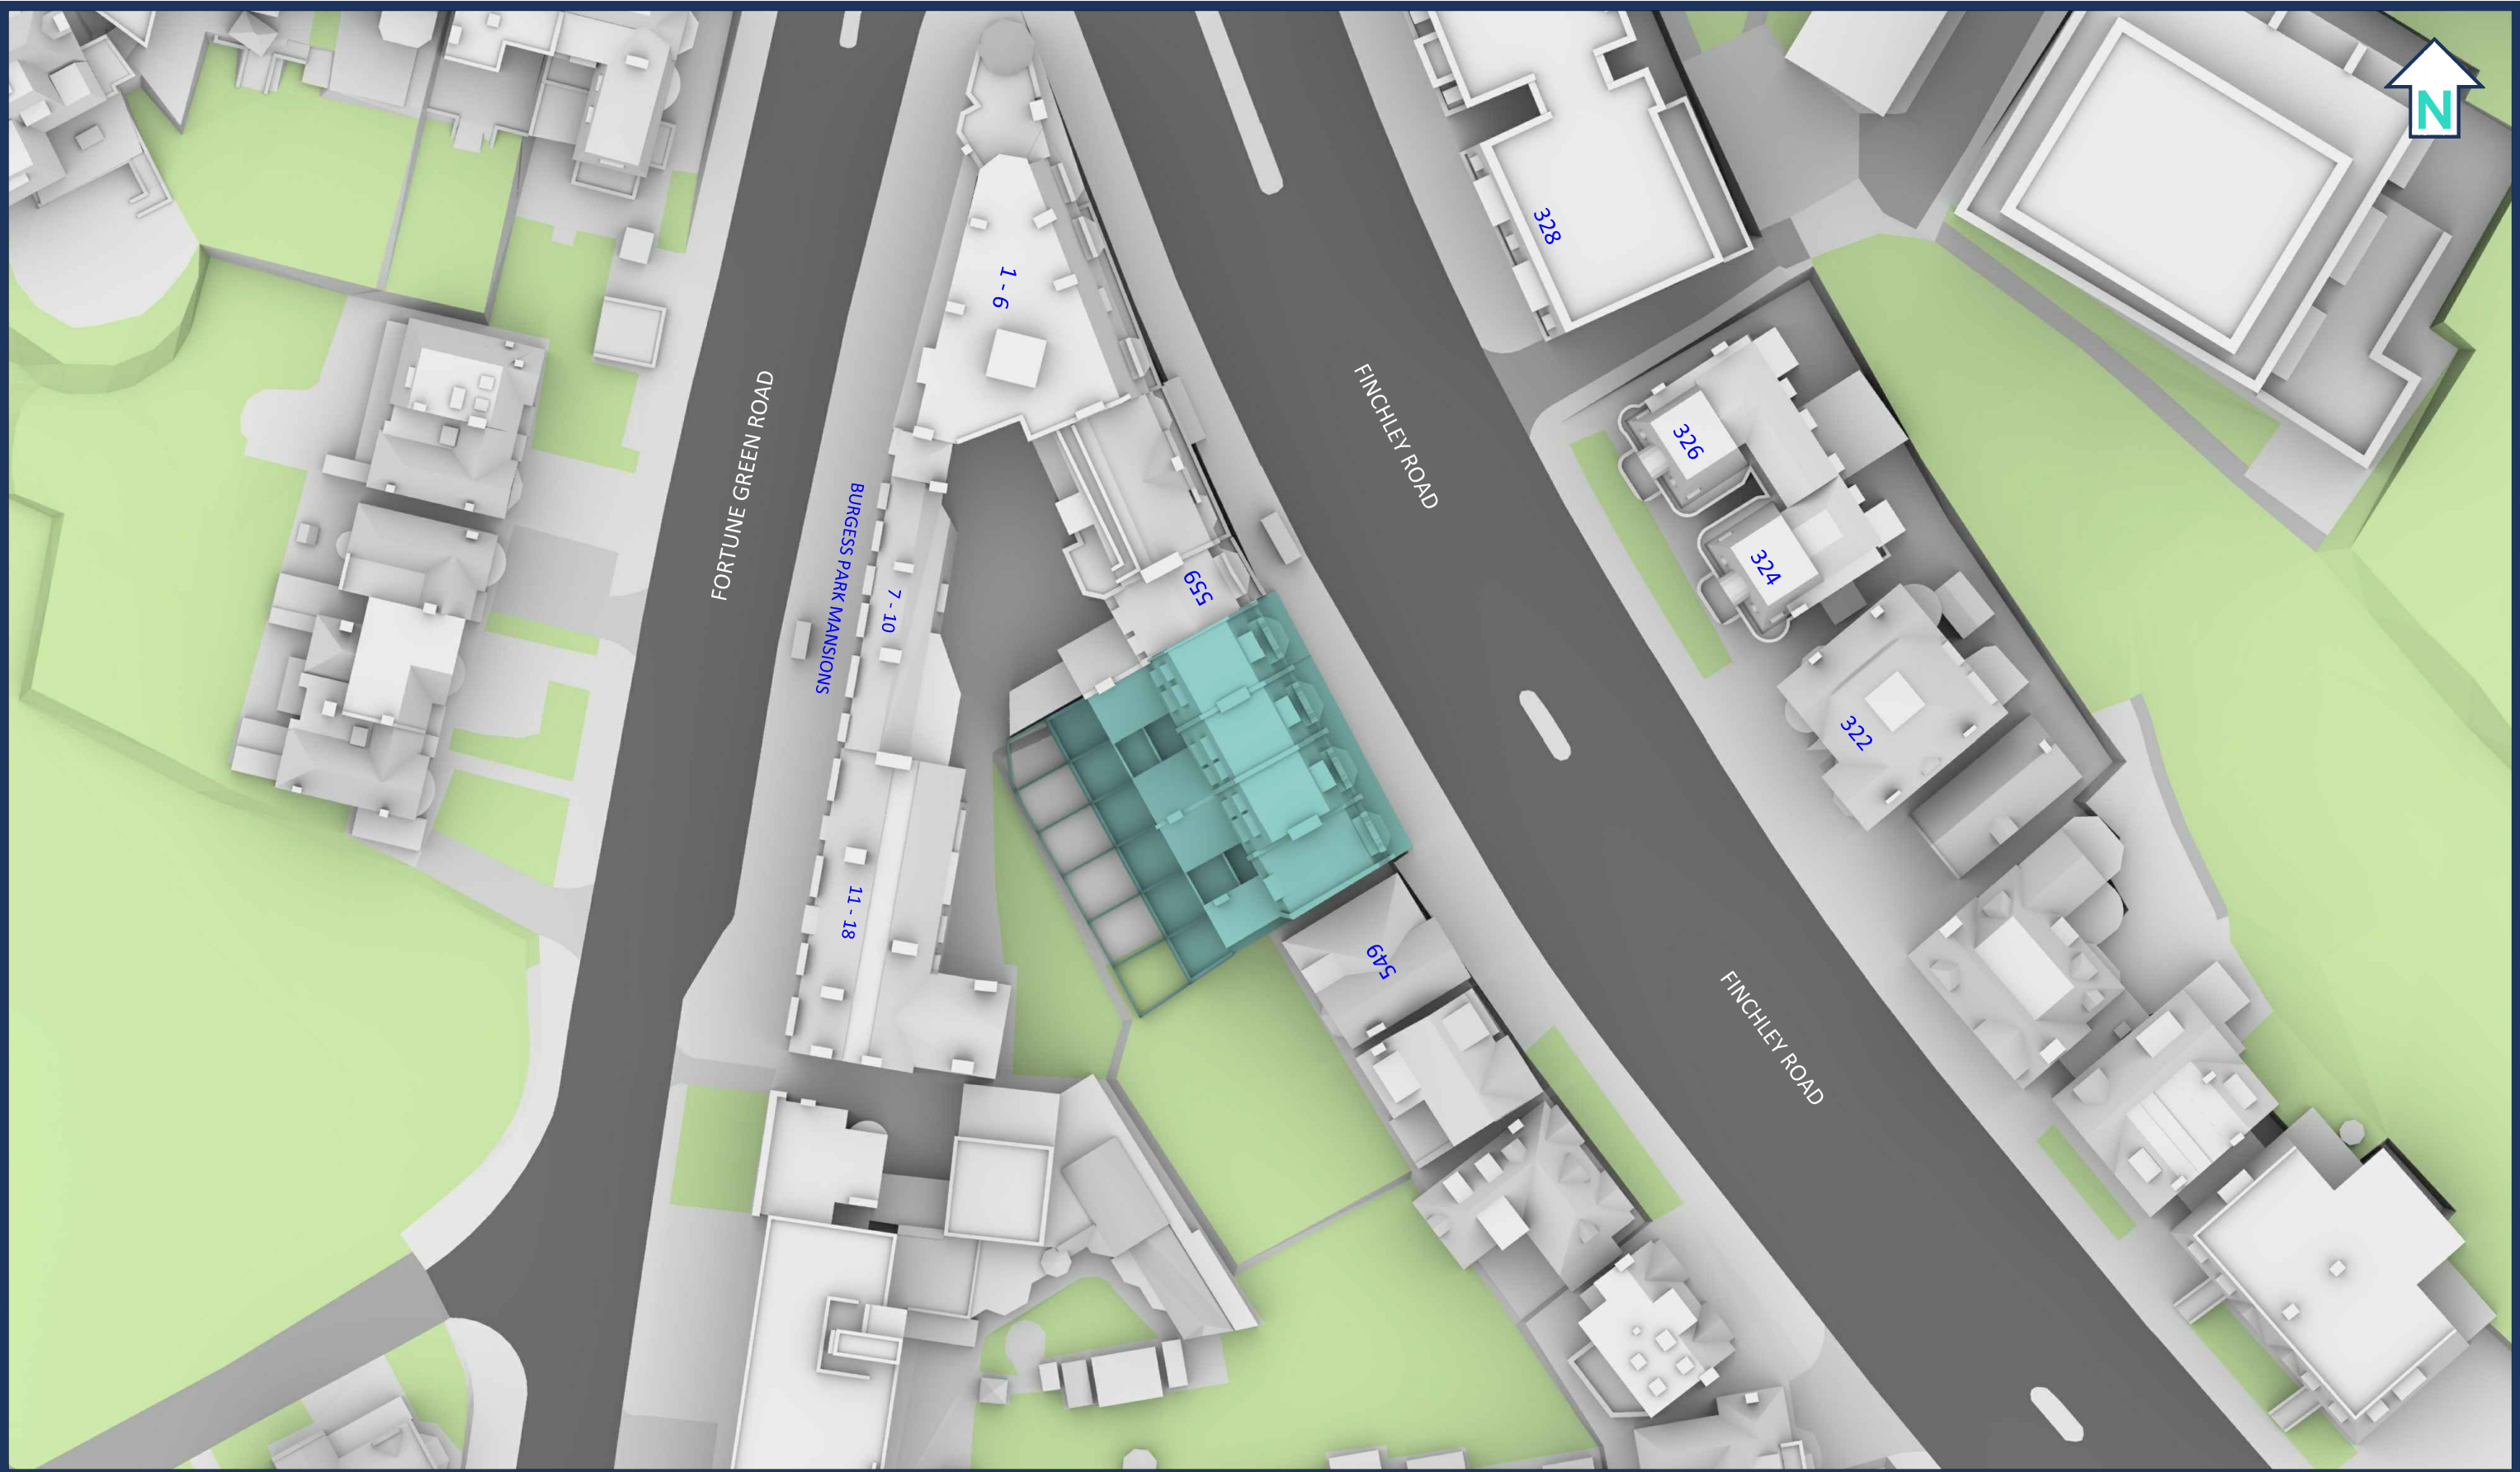 N
328
1 - 6
FINCHLEY ROAD
FORTUNE GREEN ROAD
326
BURGESS PARK MANSIONS
324
559
7 - 10
322
11 - 18
549
FINCHLEY ROAD